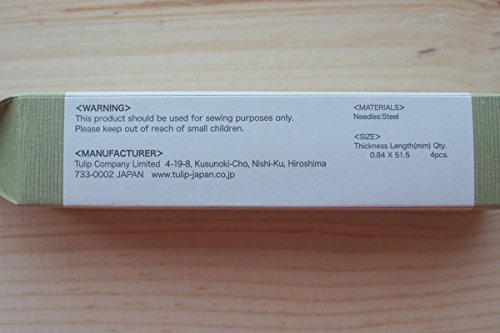 <WARNING>
This product should be used for sewing purposes only.
Please keep out of reach of small children.
<MANUFACTURER>
Tulip Company Limited 4-19-8, Kusunoki-Cho, Nishi-Ku, Hiroshima
733-0002 JAPAN www.tulip-japan.co.jp
<MATERIALS>
Needles:Steel
<SIZE>
Thickness Length(mm) Qty.
0.84 X 51.5 4pcs.